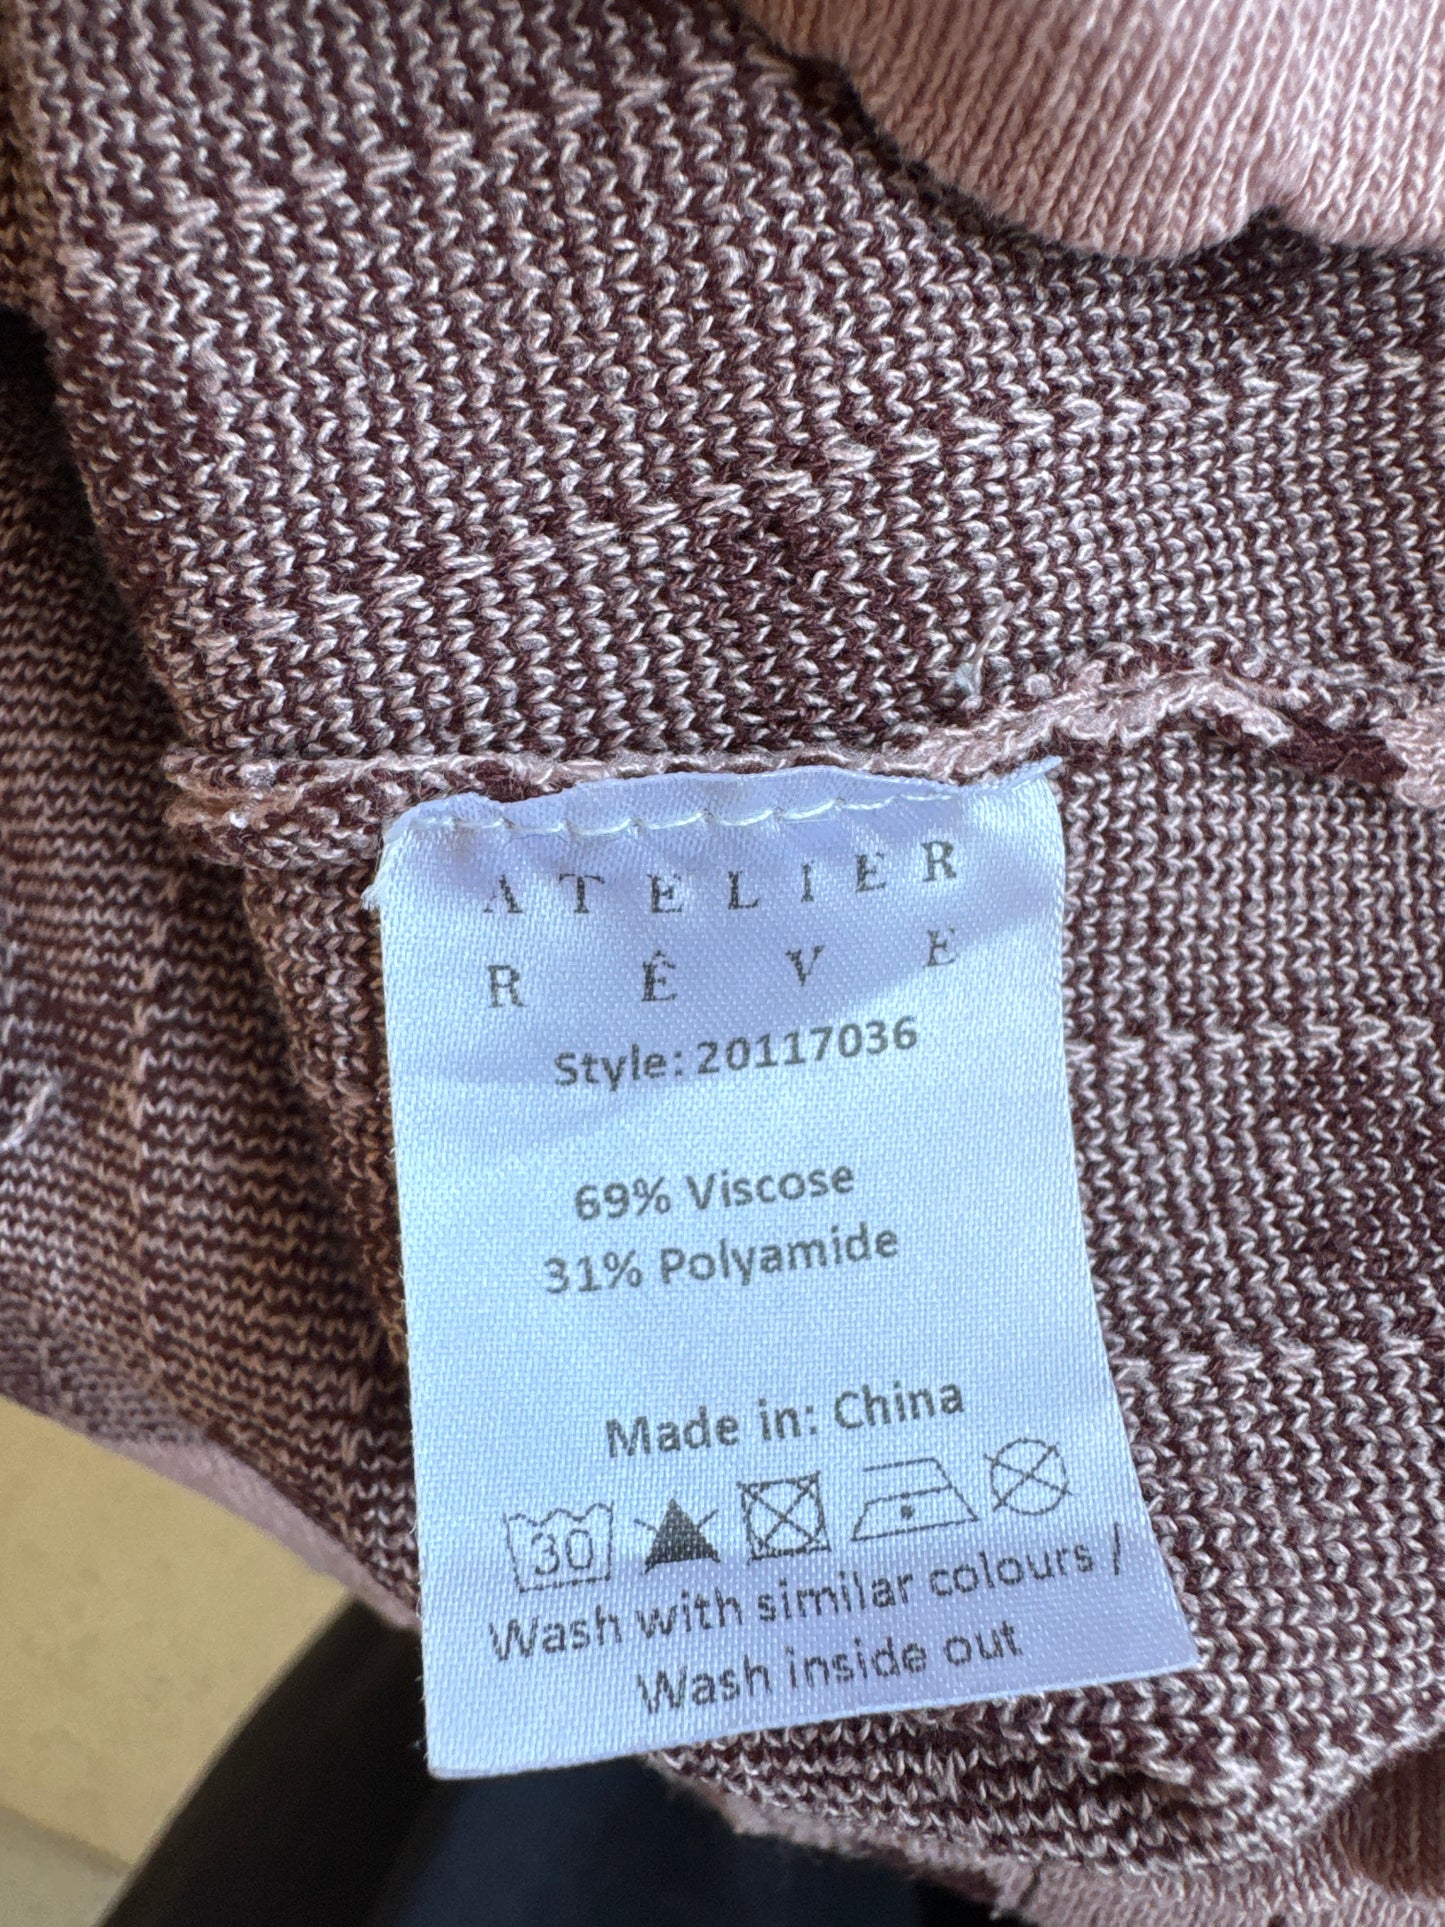 ATELIER
RÊVE
Style: 20117036
69% Viscose
31% Polyamide
Made in: China
30
Wash with similar colours /
Wash inside out